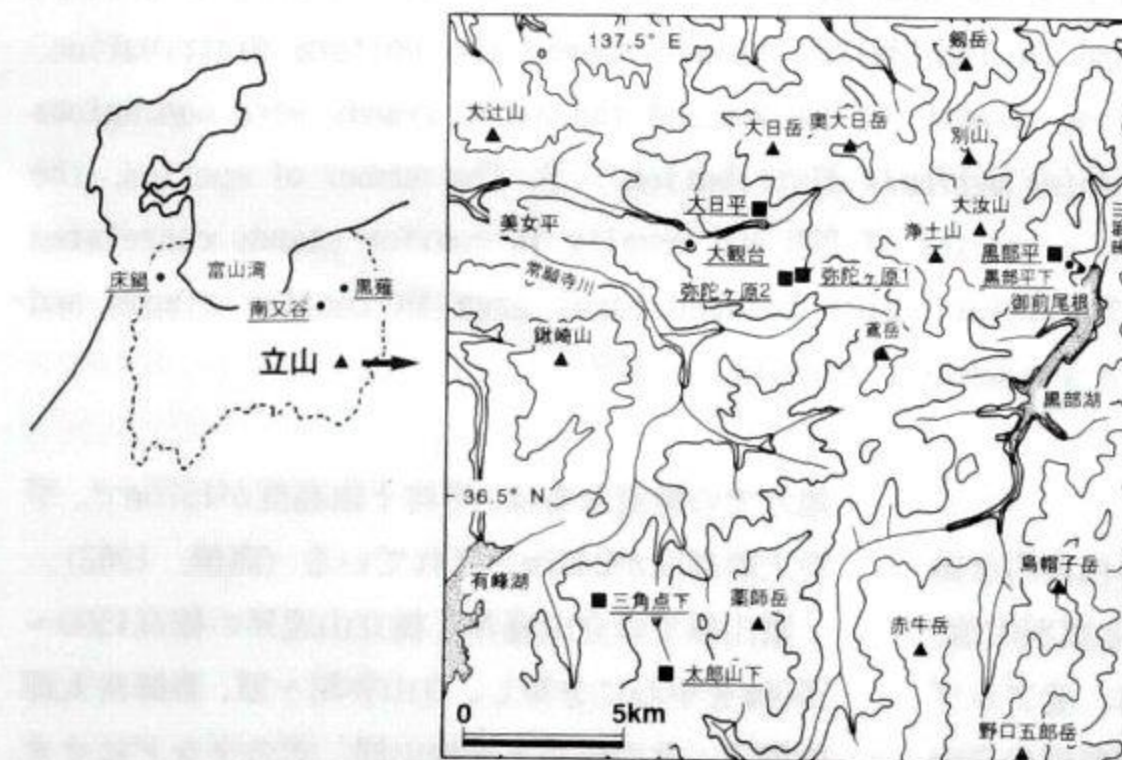 床鍋
富山湾
黒薙
南又谷
立山
137.5° E
剱岳
大辻山
大日岳
奥大日岳
別山
大日平
大汝山
美女平
浄土山
黒部平
大観台
黒部平下
常願寺川
弥陀ヶ原2
弥陀ヶ原1
御前尾根
鍬崎山
鳶岳
黒部湖
36.5° N
烏帽子岳
有峰湖
三角点下
薬師岳
赤牛岳
太郎山下
0
5km
野口五郎岳